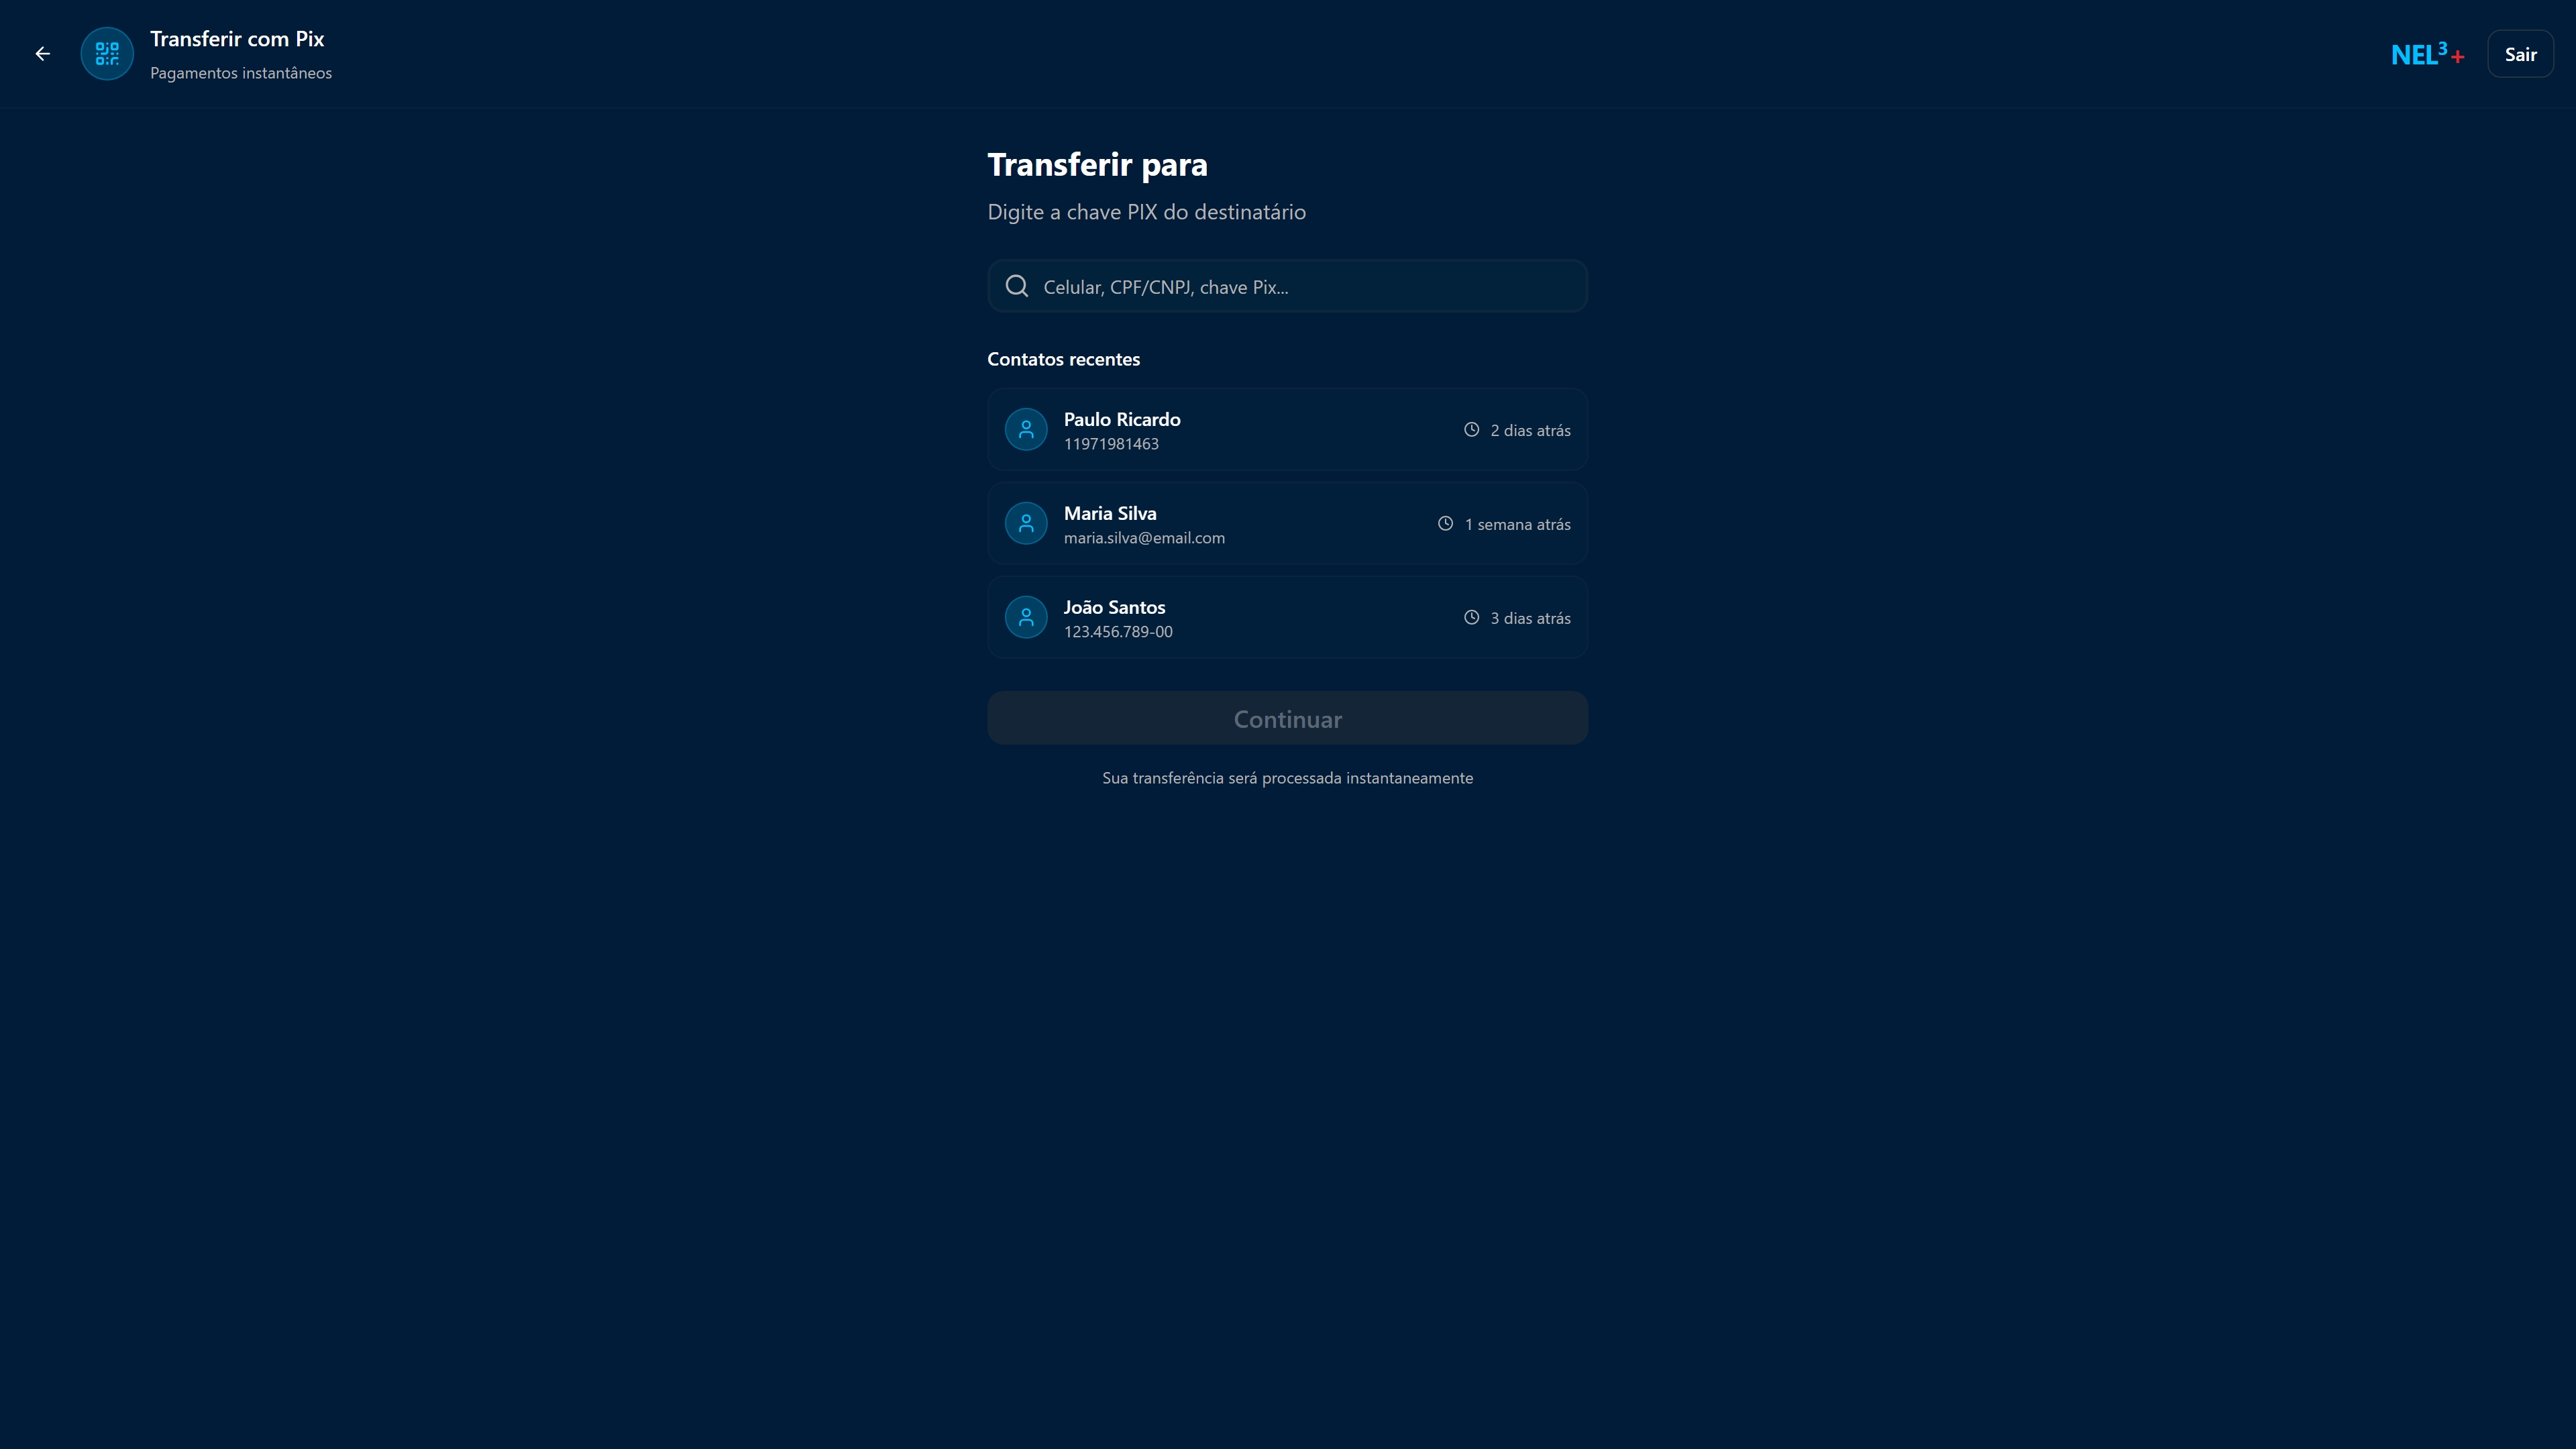 Transferir com Pix
Pagamentos instantâneos
NEL³+
Sair
Transferir para
Digite a chave PIX do destinatário
Celular, CPF/CNPJ, chave Pix...
Contatos recentes
Paulo Ricardo
11971981463
2 dias atrás
Maria Silva
maria.silva@email.com
1 semana atrás
João Santos
123.456.789-00
3 dias atrás
Continuar
Sua transferência será processada instantaneamente